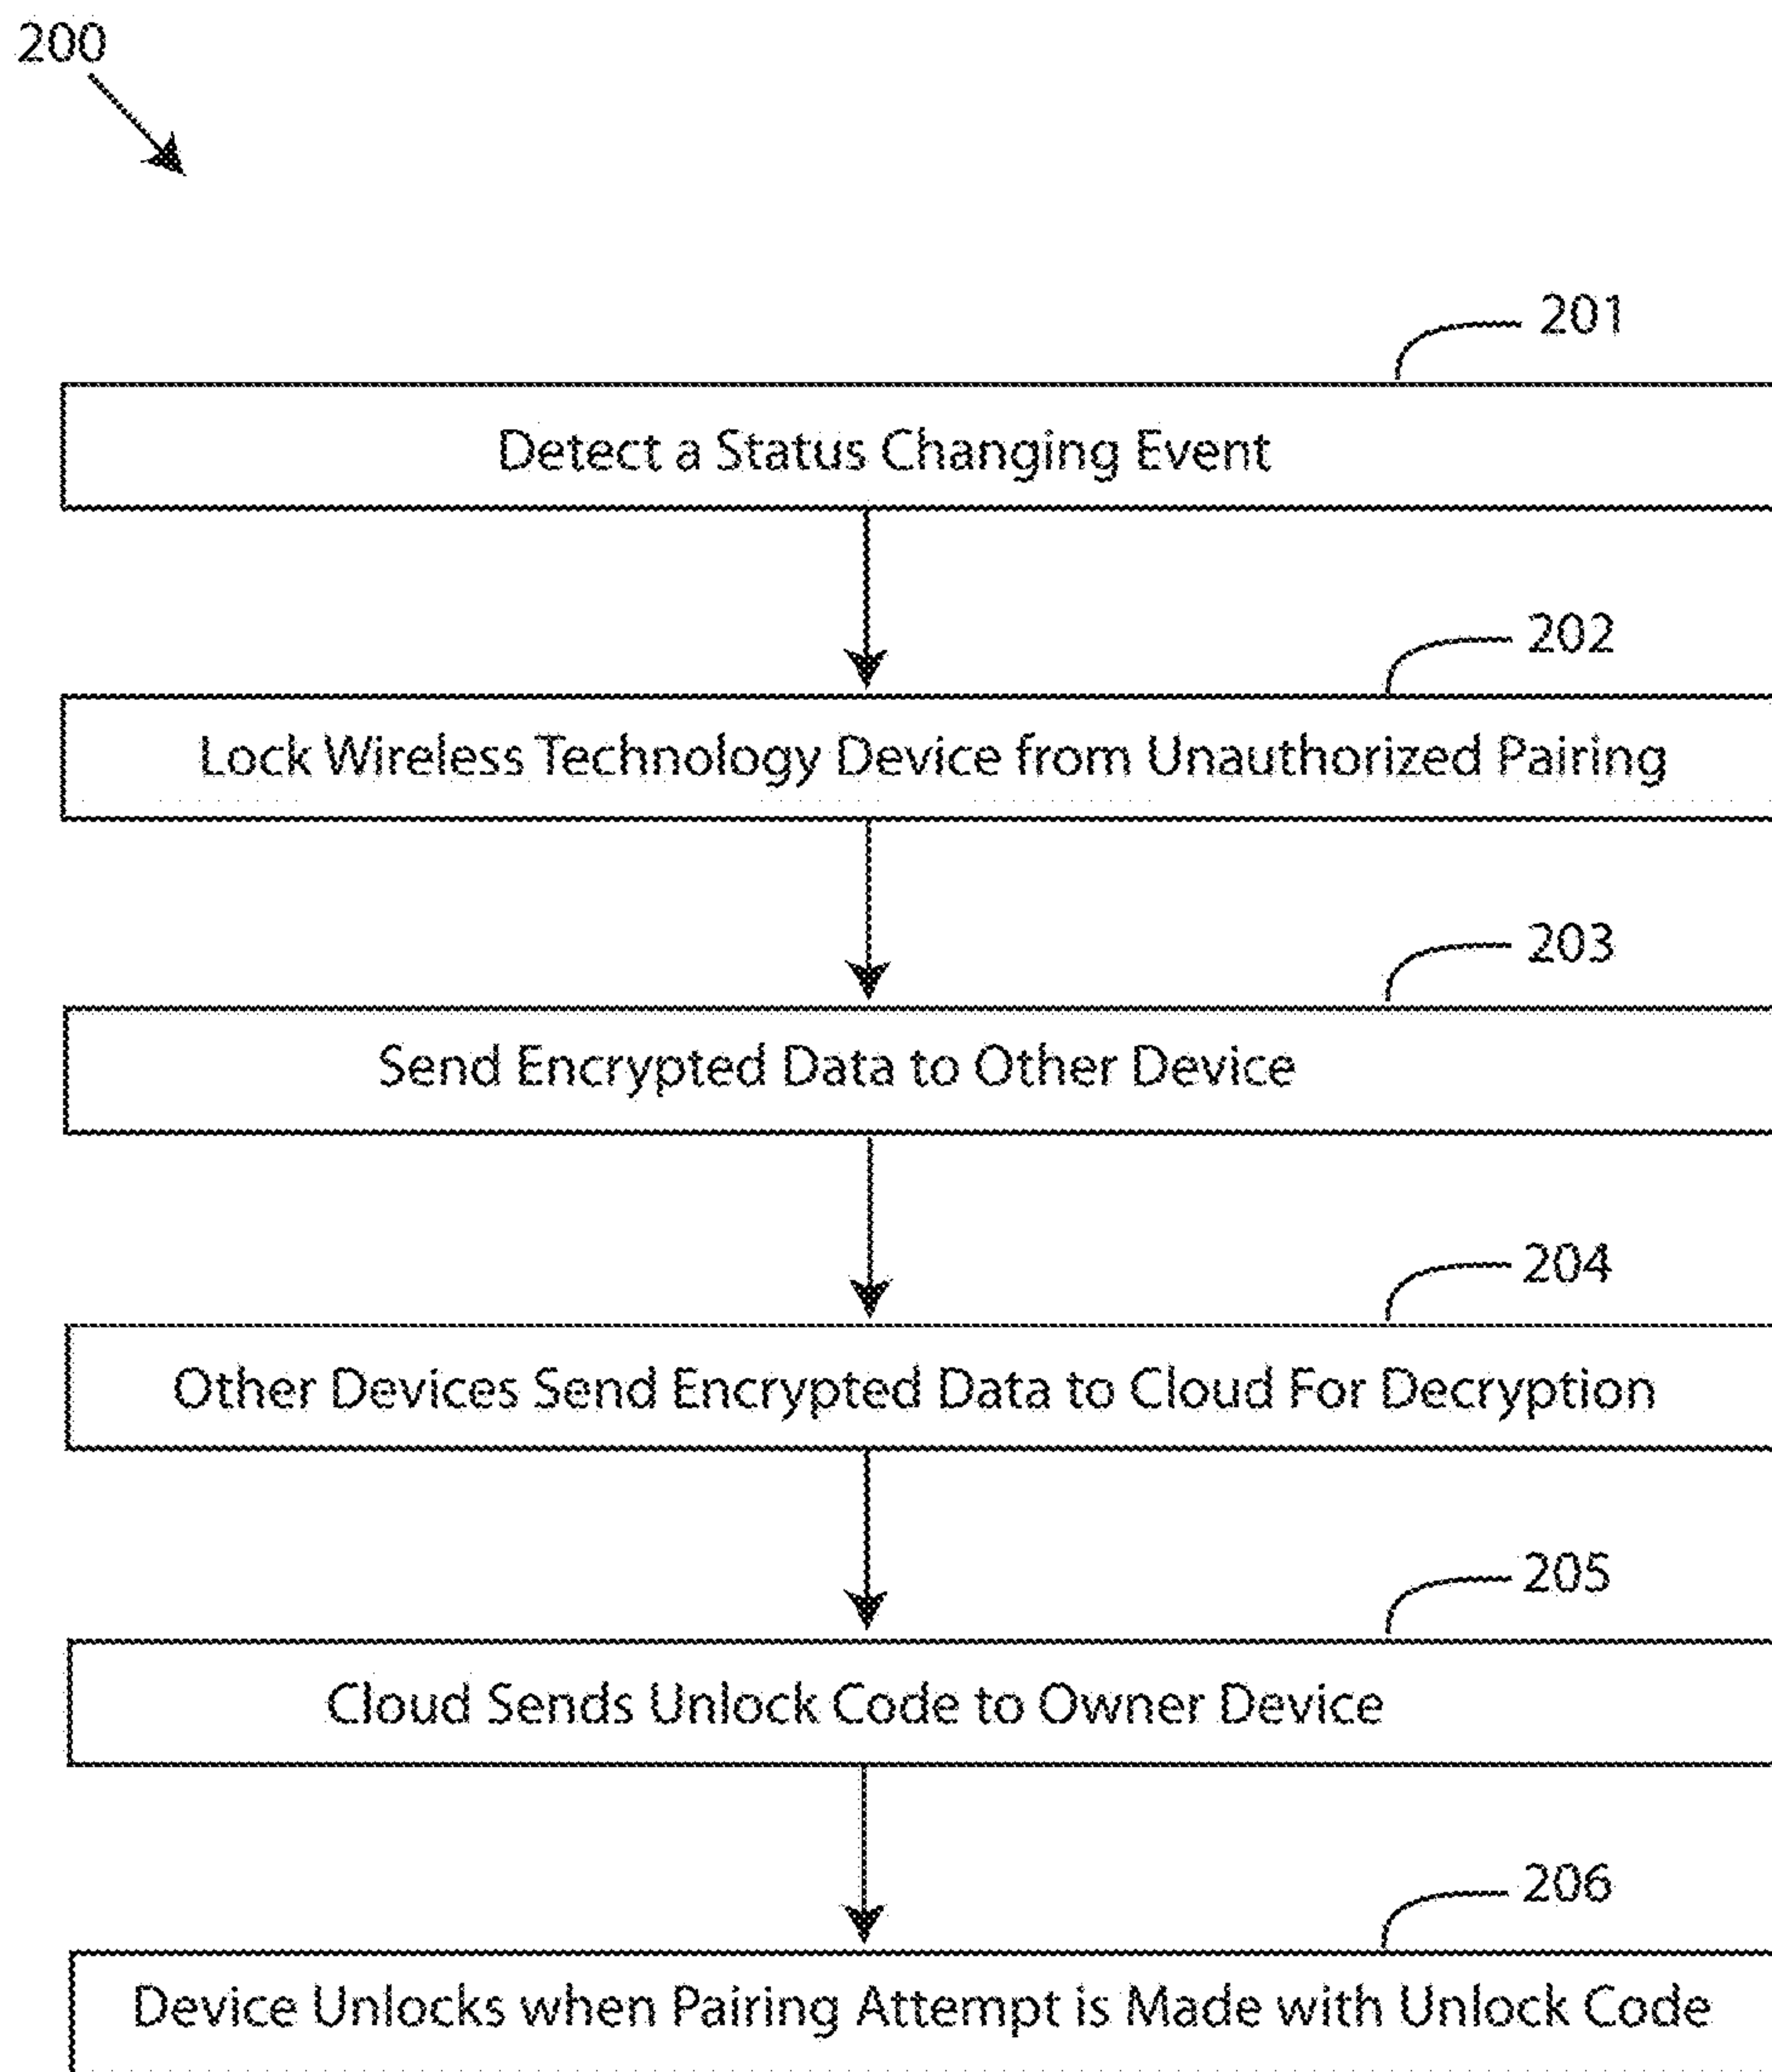 200
201
Detect a Status Changing Event
202
Lock Wireless Technology Device from Unauthorized Pairing
203
Send Encrypted Data to Other Device
204
Other Devices Send Encrypted Data to Cloud For Decryption
205
Cloud Sends Unlock Code to Owner Device
206
Device Unlocks when Pairing Attempt is Made with Unlock Code